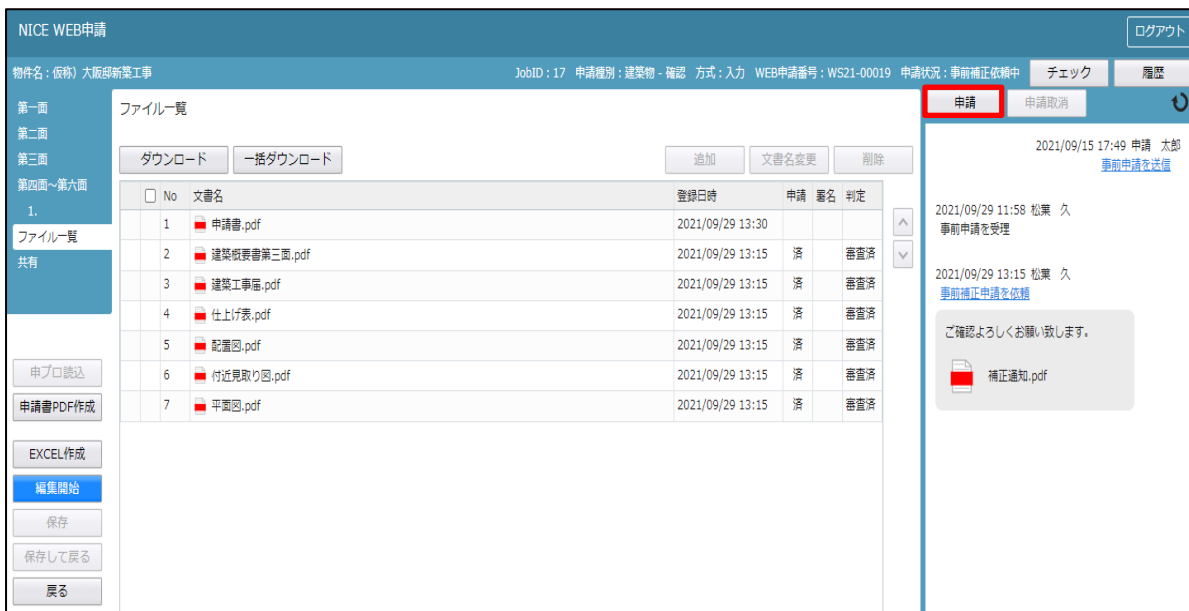 NICE WEB申請
ログアウト
物件名：仮称）大阪邸新築工事
JobID：17 申請種別：建築物 - 確認 方式：入力 WEB申請番号：WS21-00019 申請状況：事前補正依頼中
チェック
履歴
第一面
第二面
第三面
第四面～第六面
1.
ファイル一覧
共有
申プロ読込
申請書PDF作成
EXCEL作成
編集開始
保存
保存して戻る
戻る
ファイル一覧
ダウンロード 一括ダウンロード 追加 文書名変更 削除
No 文書名 登録日時 申請 署名 判定
1 申請書.pdf 2021/09/29 13:30
2 建築概要書第三面.pdf 2021/09/29 13:15 済 審査済
3 建築工事届.pdf 2021/09/29 13:15 済 審査済
4 仕上げ表.pdf 2021/09/29 13:15 済 審査済
5 配置図.pdf 2021/09/29 13:15 済 審査済
6 付近見取り図.pdf 2021/09/29 13:15 済 審査済
7 平面図.pdf 2021/09/29 13:15 済 審査済
申請 申請取消
2021/09/15 17:49 申請 太郎
事前申請を送信
2021/09/29 11:58 松葉 久
事前申請を受理
2021/09/29 13:15 松葉 久
事前補正申請を依頼
ご確認よろしくお願い致します。
補正通知.pdf